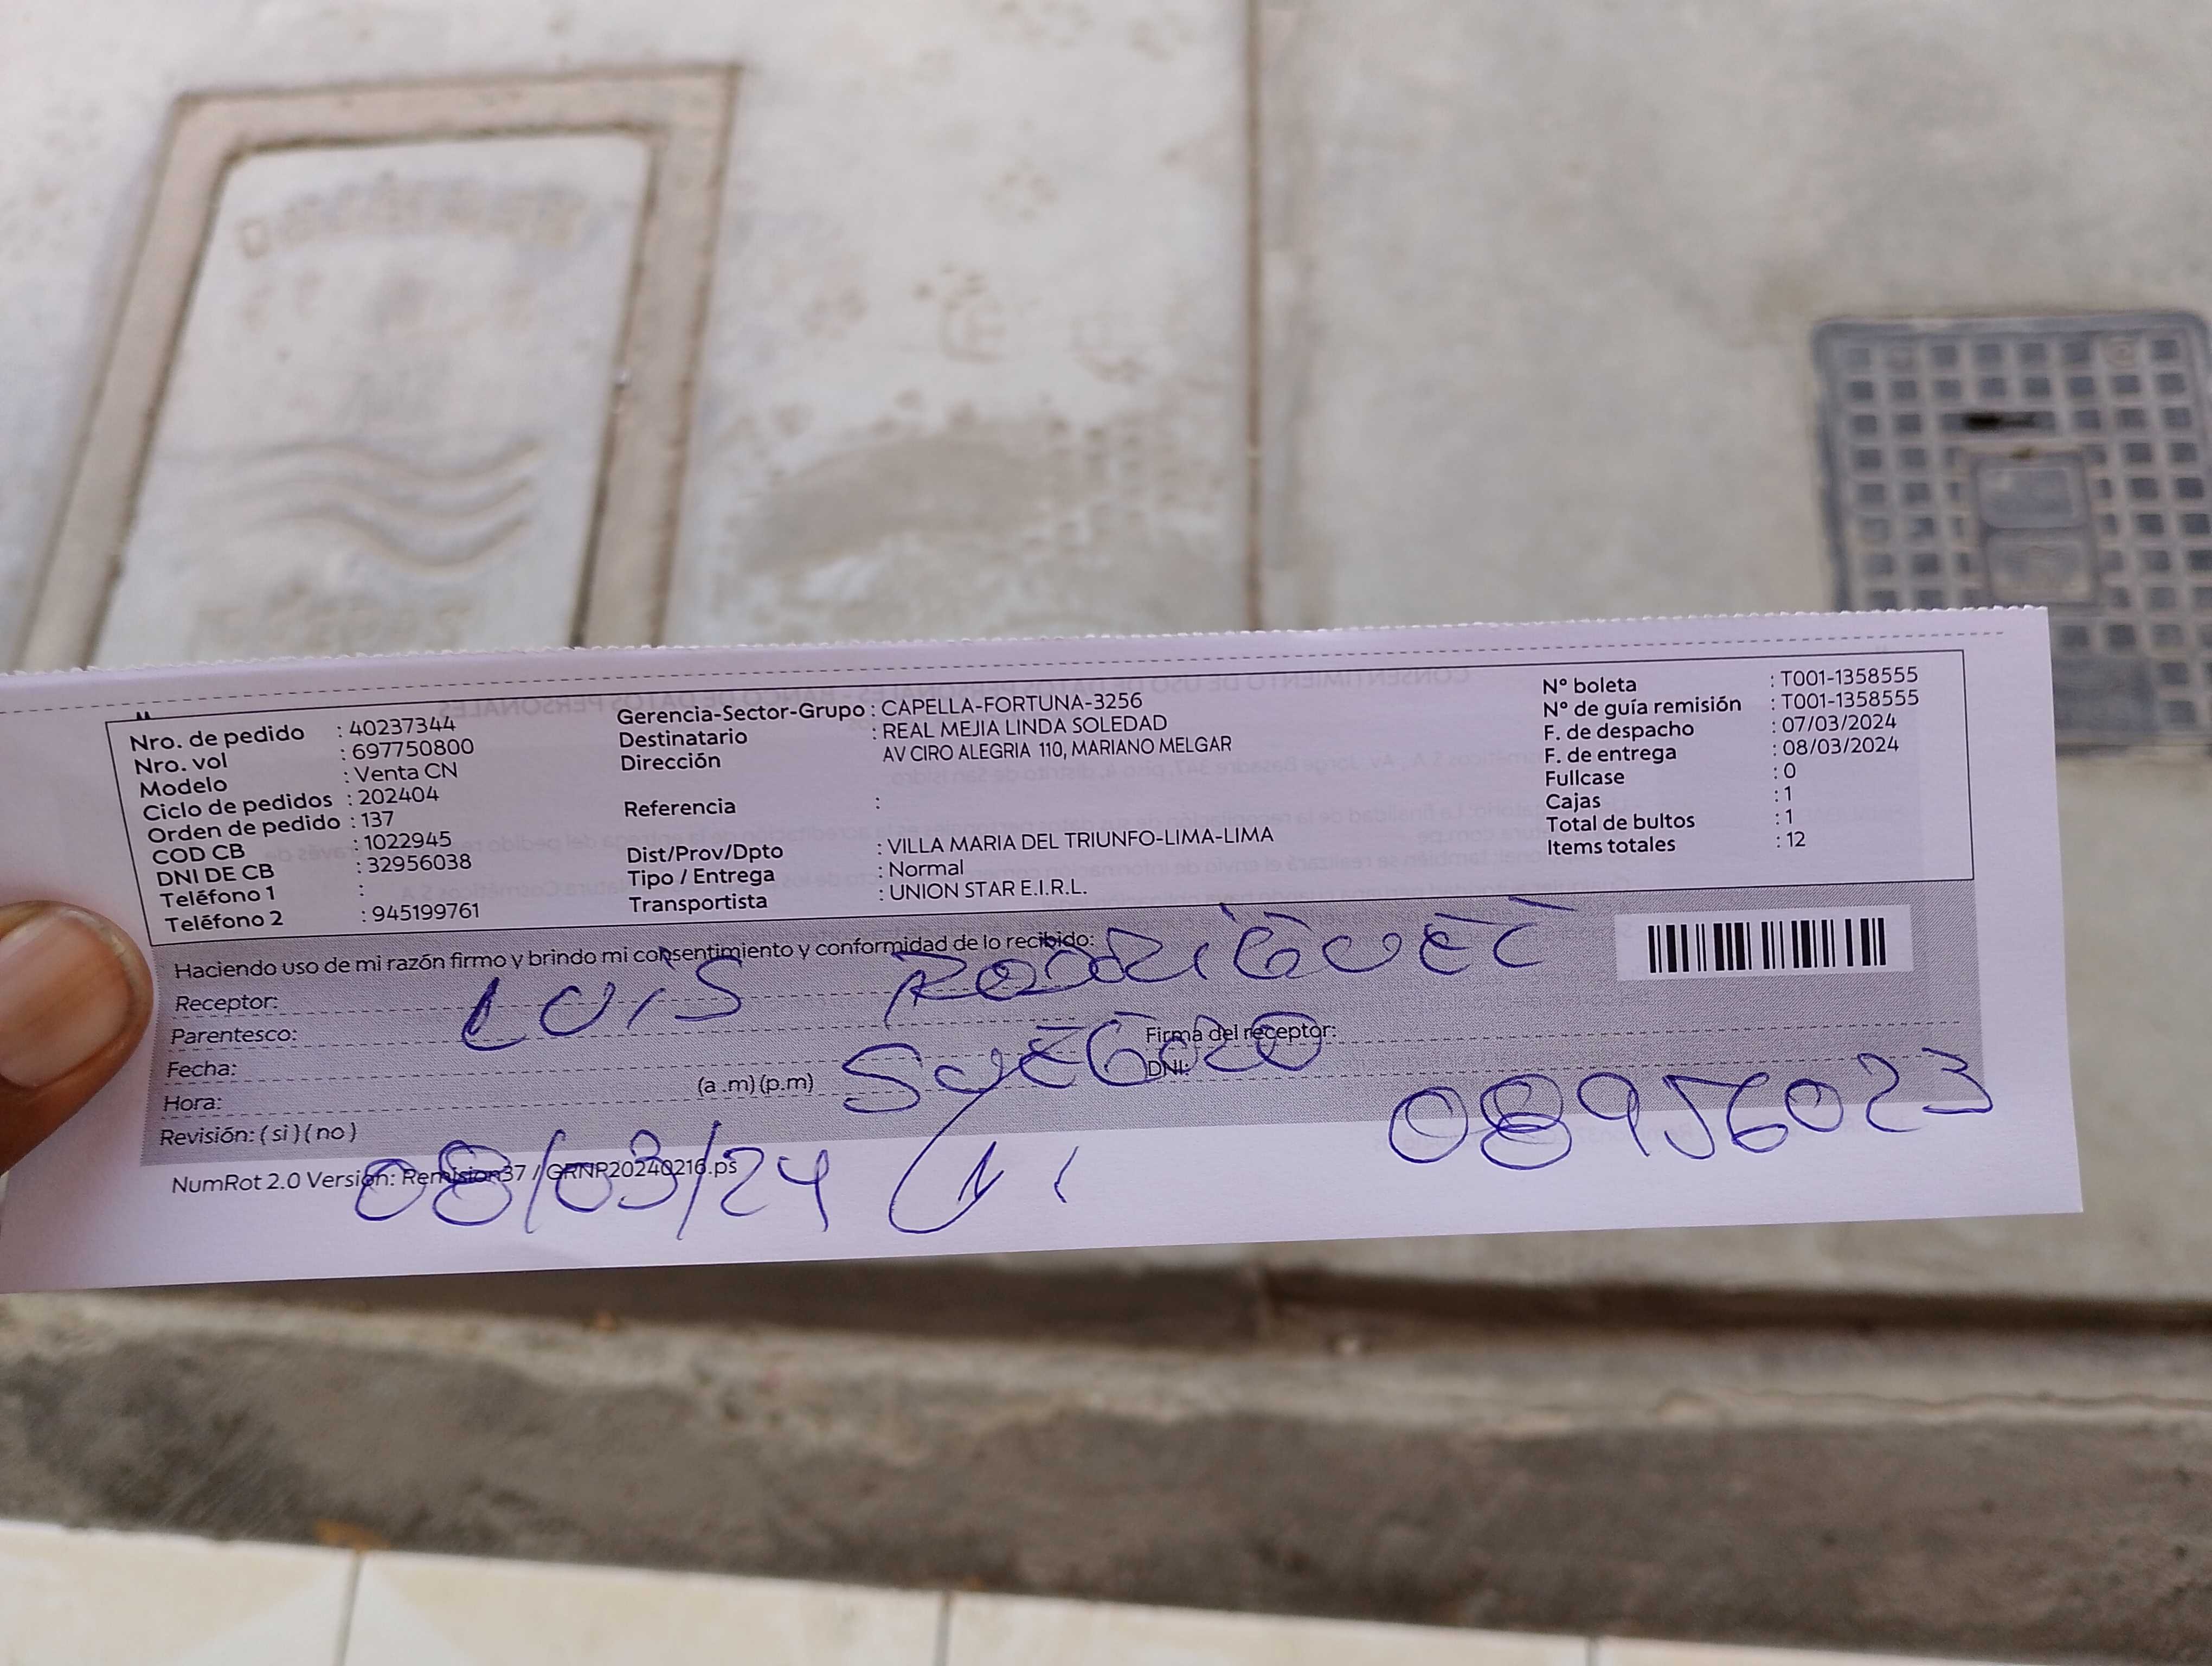 Nro. de pedido : 40237344
Nro. vol : 697750800
Modelo : Venta CN
Ciclo de pedidos : 202404
Orden de pedido : 137
COD CB : 1022945
DNI DE CB : 32956038
Teléfono 1 :
Teléfono 2 : 945199761
Gerencia-Sector-Grupo : CAPELLA-FORTUNA-3256
Destinatario : REAL MEJIA LINDA SOLEDAD
Dirección AV CIRO ALEGRIA 110, MARIANO MELGAR
Referencia :
Dist/Prov/Dpto : VILLA MARIA DEL TRIUNFO-LIMA-LIMA
Tipo / Entrega : Normal
Transportista : UNION STAR E.I.R.L.
N° boleta : T001-1358555
N° de guía remisión : T001-1358555
F. de despacho : 07/03/2024
F. de entrega : 08/03/2024
Fullcase : 0
Cajas : 1
Total de bultos : 1
Items totales : 12
Haciendo uso de mi razón firmo y brindo mi consentimiento y conformidad de lo recibido:
Receptor: LUIS RODRIGUEZ
Parentesco: SUEGRO
Firma del receptor:
Fecha:
DNI: 08956023
Hora: (a .m) (p.m)
Revisión: ( si ) ( no )
NumRot 2.0 Versión: Remision37 / GRNR20240216.ps
08/03/24